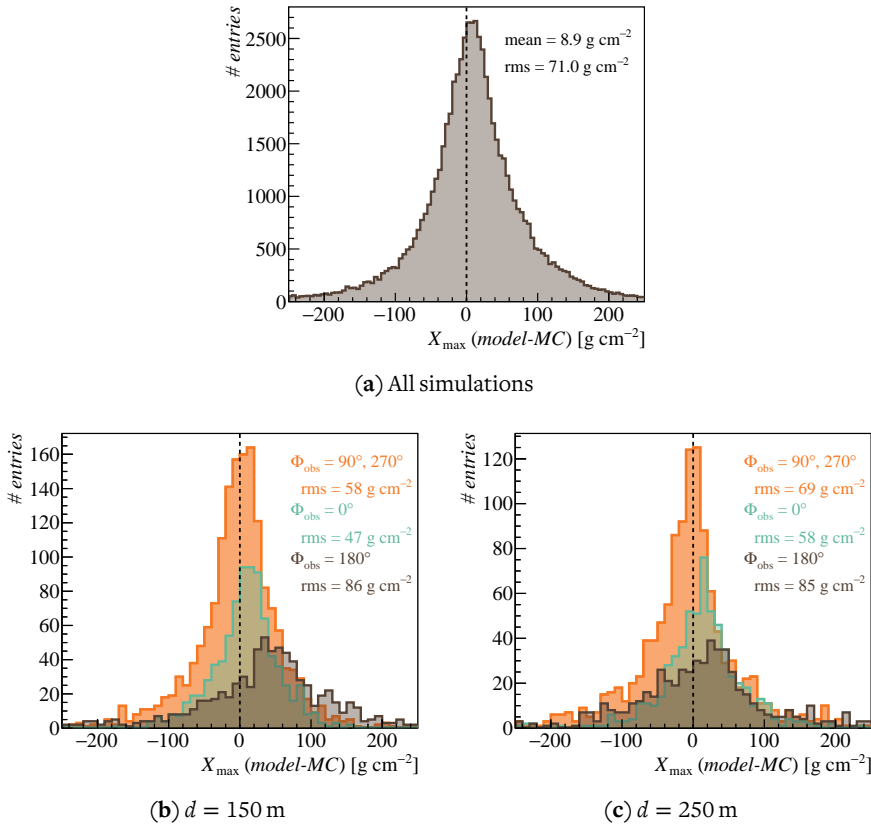 # entries
2500
2000
1500
1000
500
0
mean = 8.9 g cm⁻²
rms = 71.0 g cm⁻²
−200 −100 0 100 200
X_max (model-MC) [g cm⁻²]
(a) All simulations
# entries
160
140
120
100
80
60
40
20
0
Φ_obs = 90°, 270°
rms = 58 g cm⁻²
Φ_obs = 0°
rms = 47 g cm⁻²
Φ_obs = 180°
rms = 86 g cm⁻²
−200 −100 0 100 200
X_max (model-MC) [g cm⁻²]
(b) d = 150 m
# entries
120
100
80
60
40
20
0
Φ_obs = 90°, 270°
rms = 69 g cm⁻²
Φ_obs = 0°
rms = 58 g cm⁻²
Φ_obs = 180°
rms = 85 g cm⁻²
−200 −100 0 100 200
X_max (model-MC) [g cm⁻²]
(c) d = 250 m